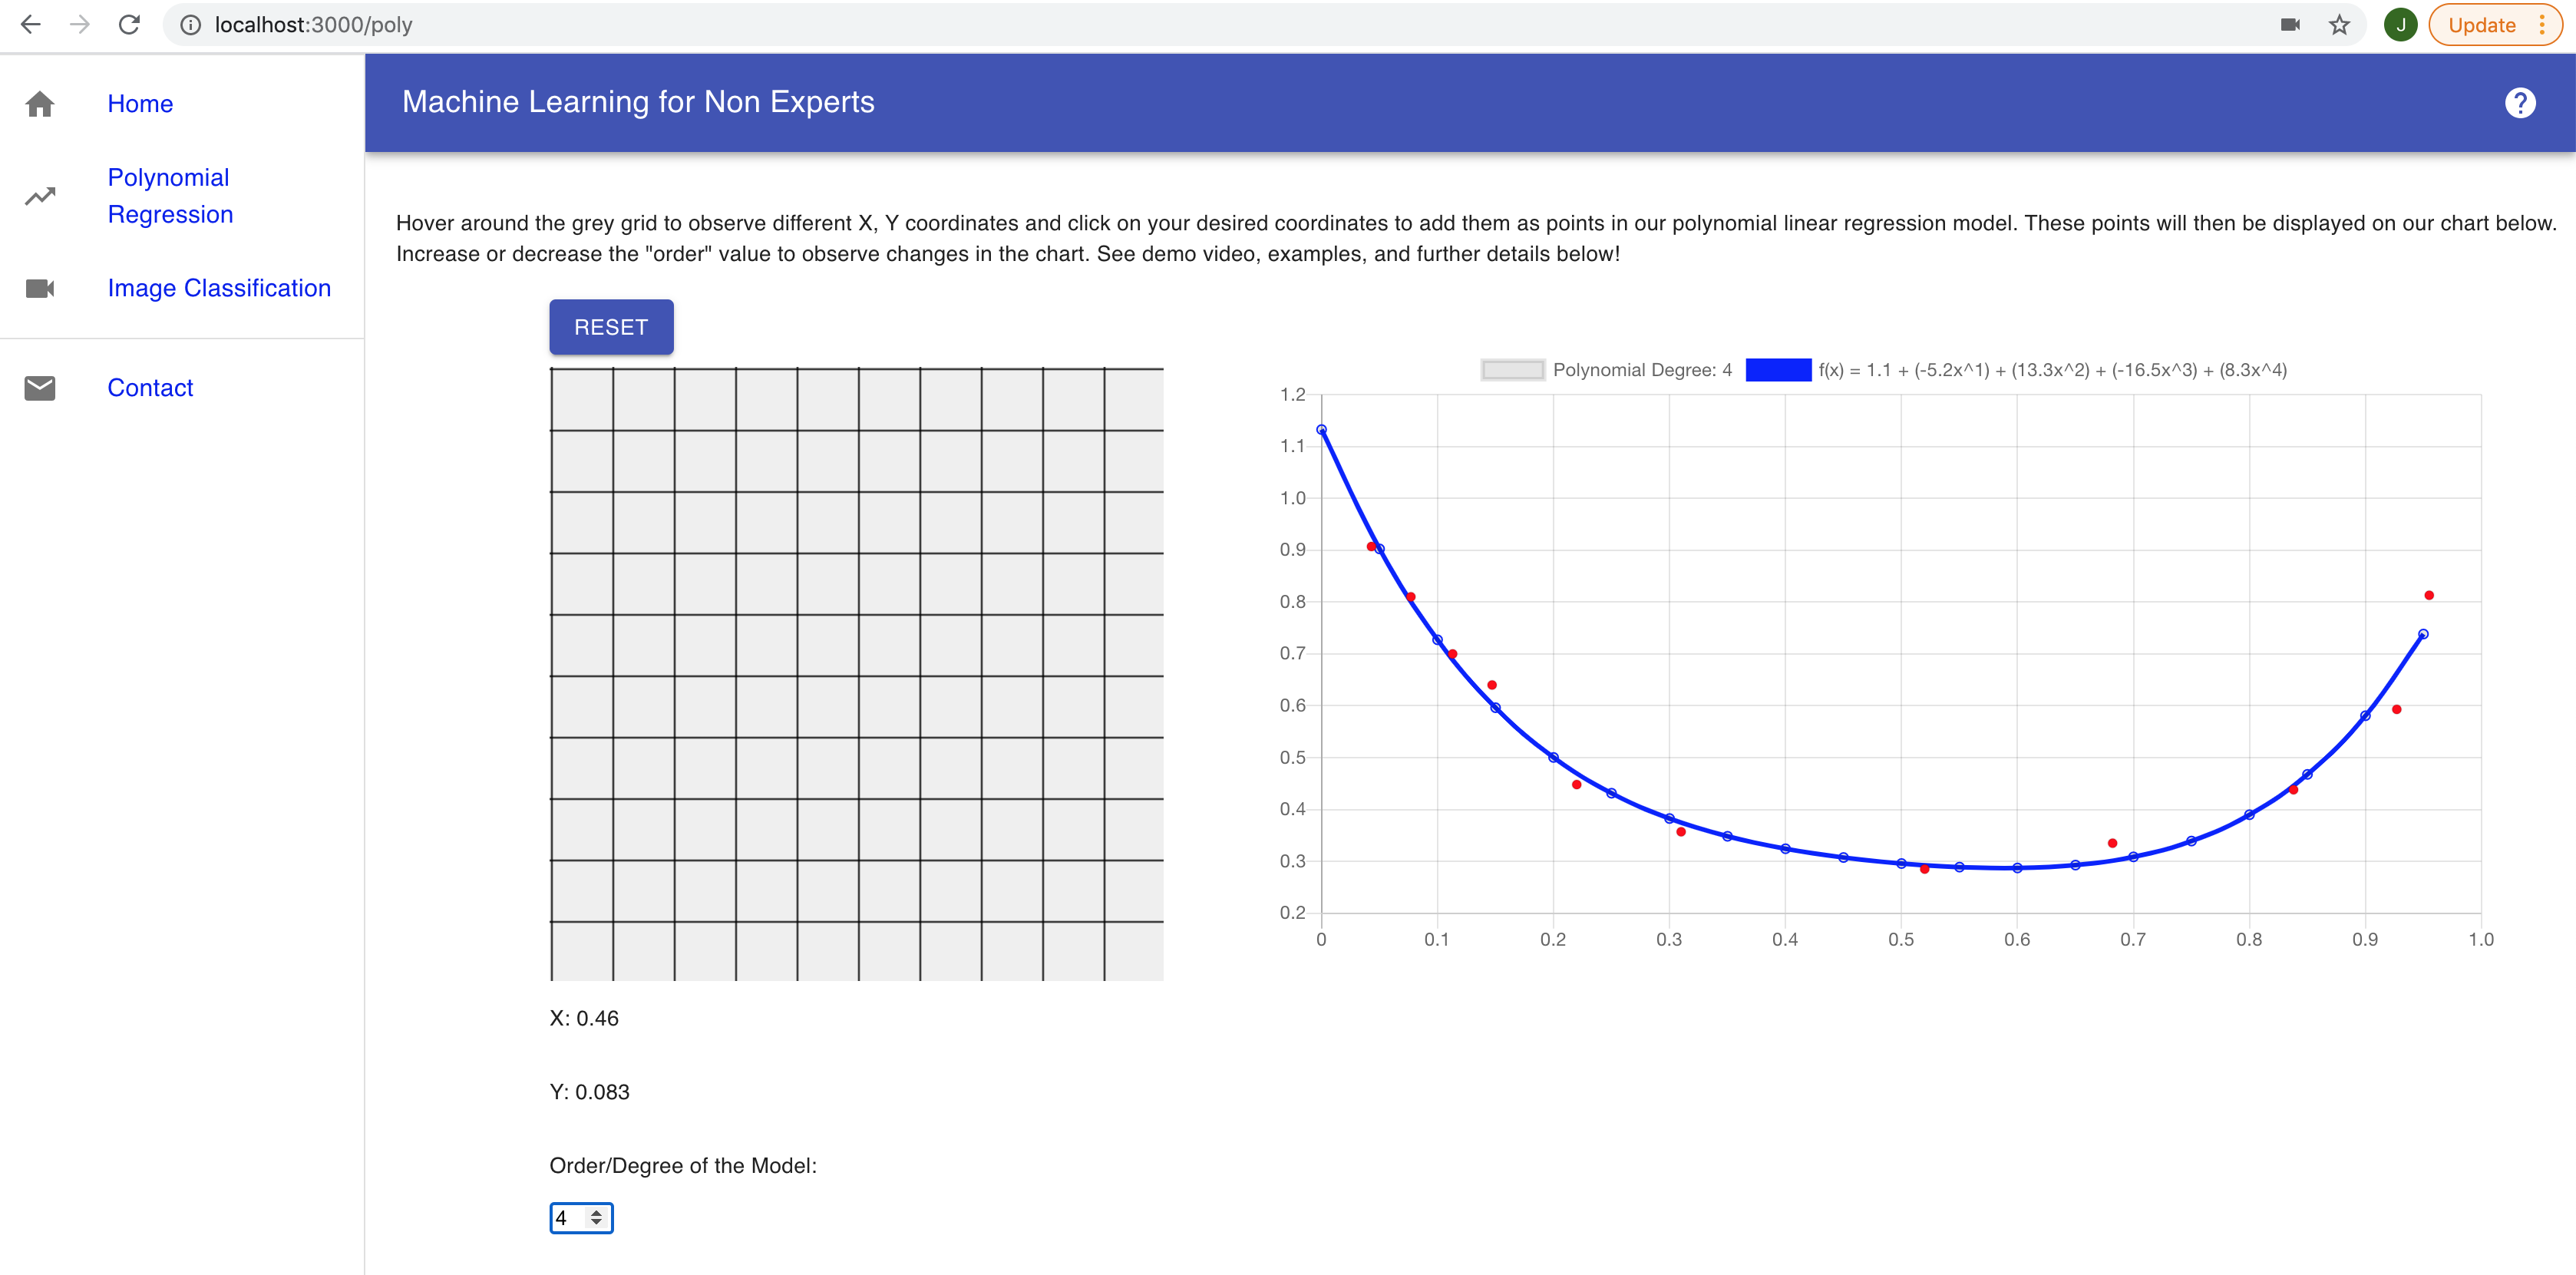 localhost:3000/poly
J
Update
Home
Polynomial
Regression
Image Classification
Contact
Machine Learning for Non Experts
?
Hover around the grey grid to observe different X, Y coordinates and click on your desired coordinates to add them as points in our polynomial linear regression model. These points will then be displayed on our chart below.
Increase or decrease the "order" value to observe changes in the chart. See demo video, examples, and further details below!
RESET
X: 0.46
Y: 0.083
Order/Degree of the Model:
4
Polynomial Degree: 4 f(x) = 1.1 + (-5.2x^1) + (13.3x^2) + (-16.5x^3) + (8.3x^4)
1.2
1.1
1.0
0.9
0.8
0.7
0.6
0.5
0.4
0.3
0.2
0 0.1 0.2 0.3 0.4 0.5 0.6 0.7 0.8 0.9 1.0